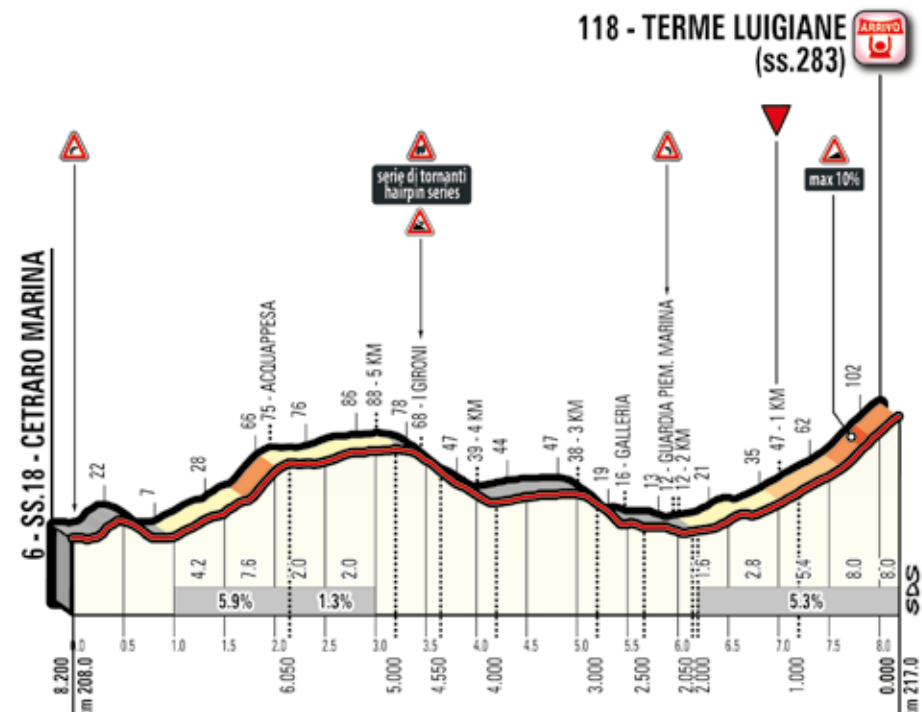 118 - TERME LUIGIANE
(ss.283)
ARRIVO
serie di tornanti
hairpin series
max 10%
6 - SS.18 - CETRARO MARINA
22
7
28
66
75 - ACQUAPPESA
76
86
88 - 5 KM
78
68 - I GIRONI
47
39 - 4 KM
44
47
38 - 3 KM
19
16 - GALLERIA
13
12 - GUARDIA PIEM. MARINA
12 - 2 KM
21
35
47 - 1 KM
62
102
4.2
7.6
2.0
2.0
1.6
2.8
5.4
8.0
8.0
5.9%
1.3%
5.3%
SDS
0.5
1.0
1.5
2.0
2.5
3.0
3.5
4.0
4.5
5.0
5.5
6.0
6.5
7.0
7.5
8.0
8.200
6.050
5.000
4.550
4.000
3.000
2.500
2.050
2.000
1.000
0.000
m 208.0
m 217.0